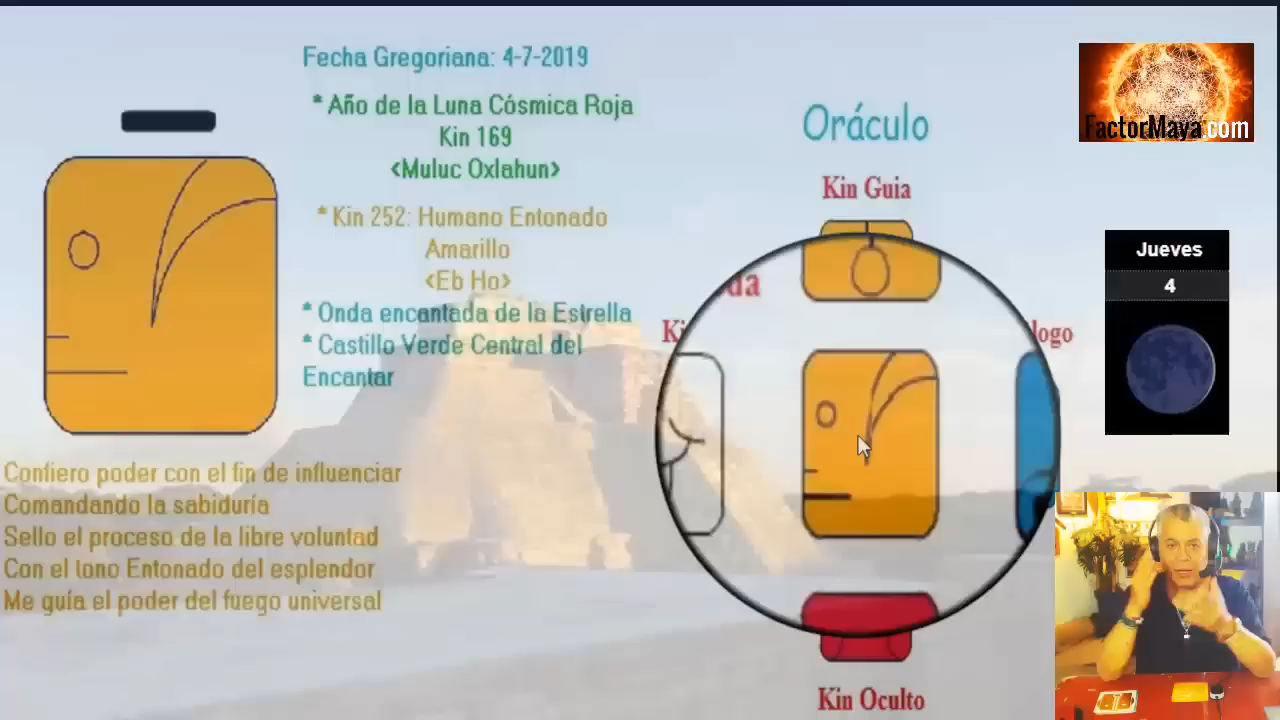 Fecha Gregoriana: 4-7-2019
* Año de la Luna Cósmica Roja
Kin 169
<Muluc Oxlahun>
* Kin 252: Humano Entonado
Amarillo
<Eb Ho>
* Onda encantada de la Estrella
* Castillo Verde Central del
Encantar
Confiero poder con el fin de influenciar
Comandando la sabiduría
Sello el proceso de la libre voluntad
Con el tono Entonado del esplendor
Me guía el poder del fuego universal
Oráculo
Kin Guia
Kin Oculto
FactorMaya.com
Jueves
4